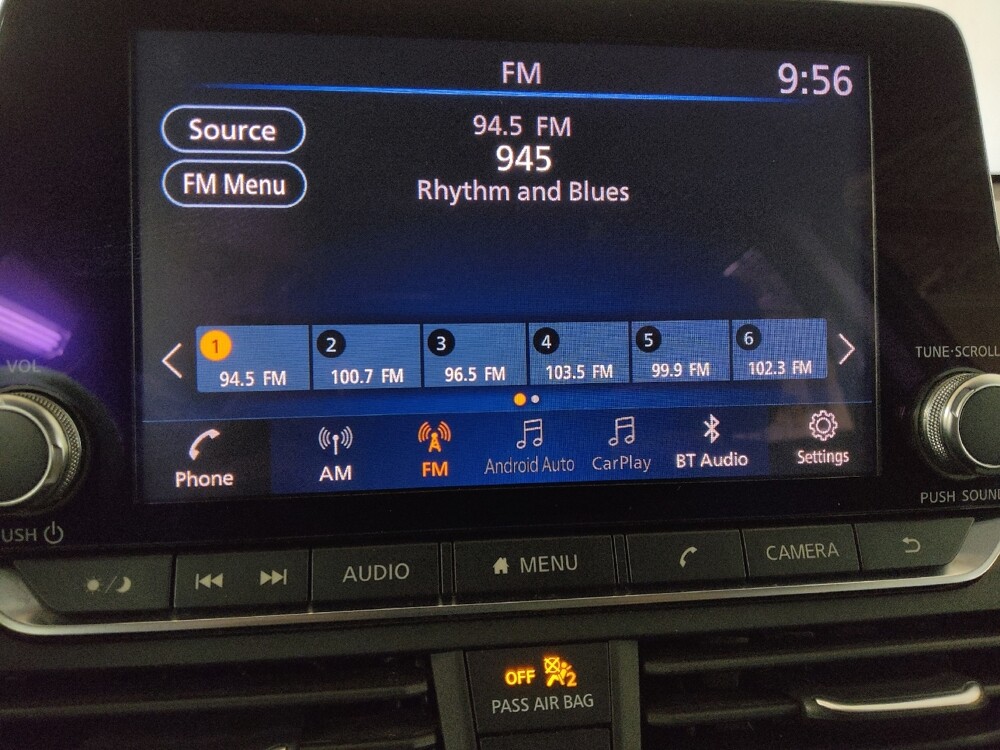 FM
9:56
Source
94.5 FM
945
FM Menu
Rhythm and Blues
1
2
3
4
5
6
94.5 FM
100.7 FM
96.5 FM
103.5 FM
99.9 FM
102.3 FM
Phone
AM
FM
Android Auto
CarPlay
BT Audio
Settings
VOL
TUNE·SCROLL
USH
PUSH SOUN
AUDIO
MENU
CAMERA
OFF
2
PASS AIR BAG